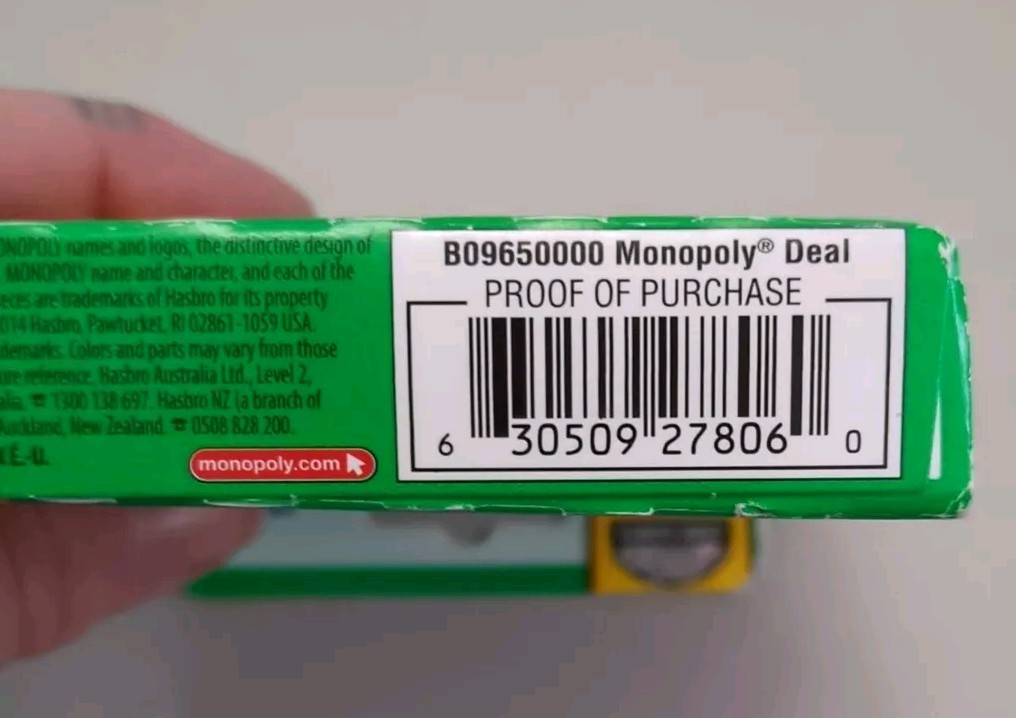 MONOPOLY names and logos, the distinctive design of
MONOPOLY name and character, and each of the
are trademarks of Hasbro for its property
Hasbro, Pawtucket, RI 02861-1059 USA.
Colors and parts may vary from those
Hasbro Australia Ltd., Level 2,
☎ 1300 138 697. Hasbro NZ (a branch of
Auckland, New Zealand. ☎ 0508 828 200.
monopoly.com
B09650000 Monopoly® Deal
PROOF OF PURCHASE
6 30509 27806 0